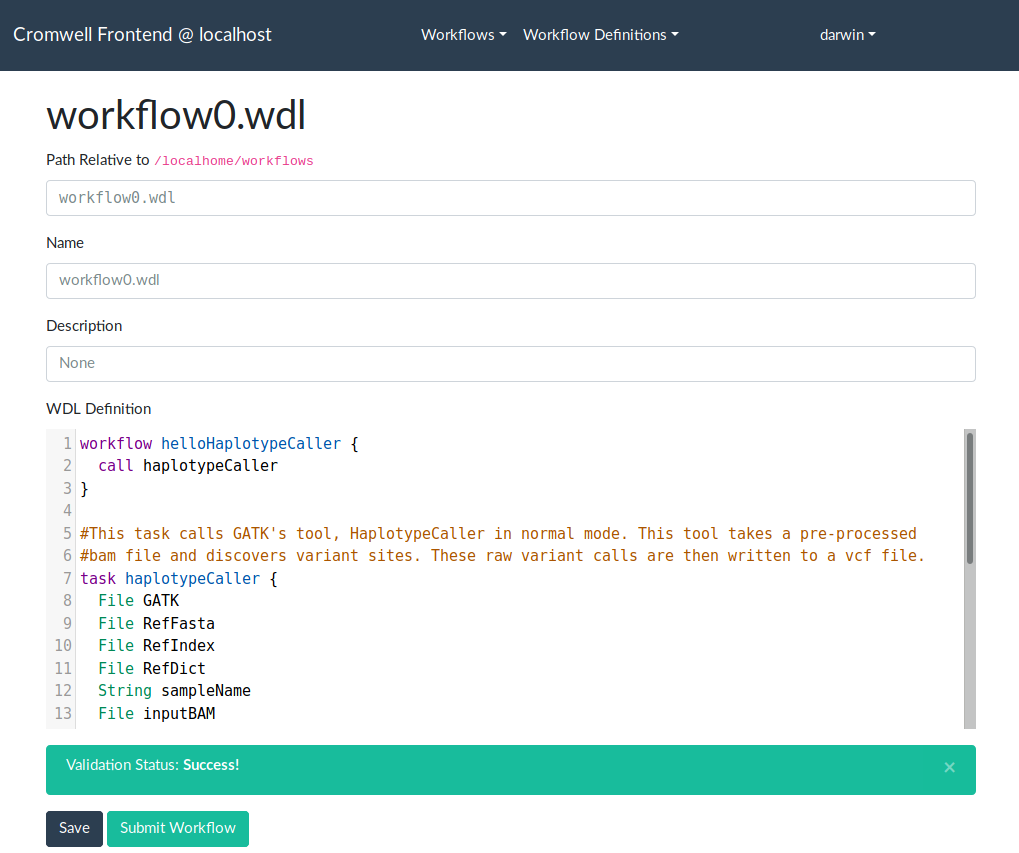 Cromwell Frontend @ localhost Workflows Workflow Definitions darwin
workflow0.wdl
Path Relative to /localhome/workflows
workflow0.wdl
Name
workflow0.wdl
Description
None
WDL Definition
1 workflow helloHaplotypeCaller {
2   call haplotypeCaller
3 }
4
5 #This task calls GATK's tool, HaplotypeCaller in normal mode. This tool takes a pre-processed
6 #bam file and discovers variant sites. These raw variant calls are then written to a vcf file.
7 task haplotypeCaller {
8   File GATK
9   File RefFasta
10   File RefIndex
11   File RefDict
12   String sampleName
13   File inputBAM
Validation Status: Success! ×
Save Submit Workflow